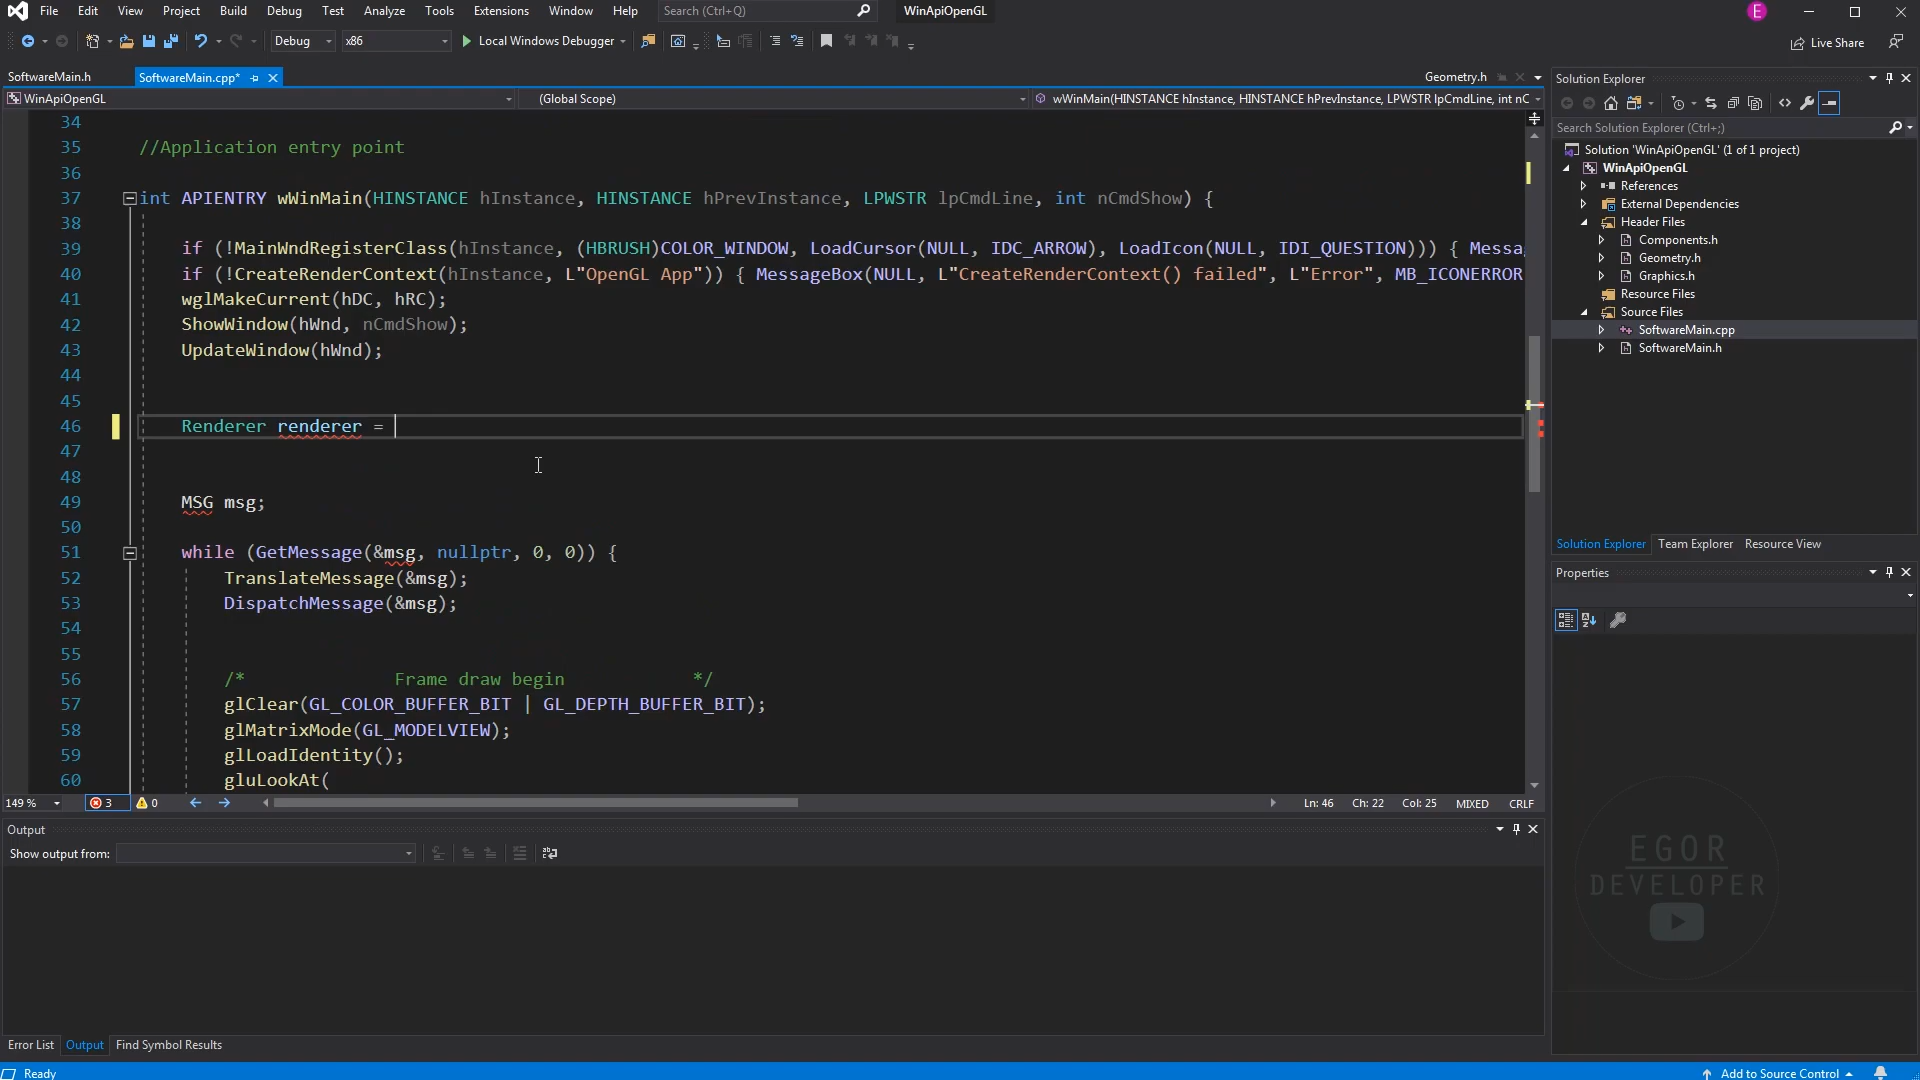 File Edit View Project Build Debug Test Analyze Tools Extensions Window Help Search (Ctrl+Q) WinApiOpenGL E
Debug x86 Local Windows Debugger Live Share
SoftwareMain.h SoftwareMain.cpp* Geometry.h
WinApiOpenGL (Global Scope) wWinMain(HINSTANCE hInstance, HINSTANCE hPrevInstance, LPWSTR lpCmdLine, int nC
34
35 //Application entry point
36
37 int APIENTRY wWinMain(HINSTANCE hInstance, HINSTANCE hPrevInstance, LPWSTR lpCmdLine, int nCmdShow) {
38
39 if (!MainWndRegisterClass(hInstance, (HBRUSH)COLOR_WINDOW, LoadCursor(NULL, IDC_ARROW), LoadIcon(NULL, IDI_QUESTION))) { Messa
40 if (!CreateRenderContext(hInstance, L"OpenGL App")) { MessageBox(NULL, L"CreateRenderContext() failed", L"Error", MB_ICONERROR
41 wglMakeCurrent(hDC, hRC);
42 ShowWindow(hWnd, nCmdShow);
43 UpdateWindow(hWnd);
44
45
46 Renderer renderer =
47
48
49 MSG msg;
50
51 while (GetMessage(&msg, nullptr, 0, 0)) {
52 TranslateMessage(&msg);
53 DispatchMessage(&msg);
54
55
56 /* Frame draw begin */
57 glClear(GL_COLOR_BUFFER_BIT | GL_DEPTH_BUFFER_BIT);
58 glMatrixMode(GL_MODELVIEW);
59 glLoadIdentity();
60 gluLookAt(
149 % 3 0 Ln: 46 Ch: 22 Col: 25 MIXED CRLF
Output
Show output from:
Error List Output Find Symbol Results
Ready Add to Source Control
Solution Explorer
Search Solution Explorer (Ctrl+;)
Solution 'WinApiOpenGL' (1 of 1 project)
WinApiOpenGL
References
External Dependencies
Header Files
Components.h
Geometry.h
Graphics.h
Resource Files
Source Files
SoftwareMain.cpp
SoftwareMain.h
Solution Explorer Team Explorer Resource View
Properties
EGOR
DEVELOPER